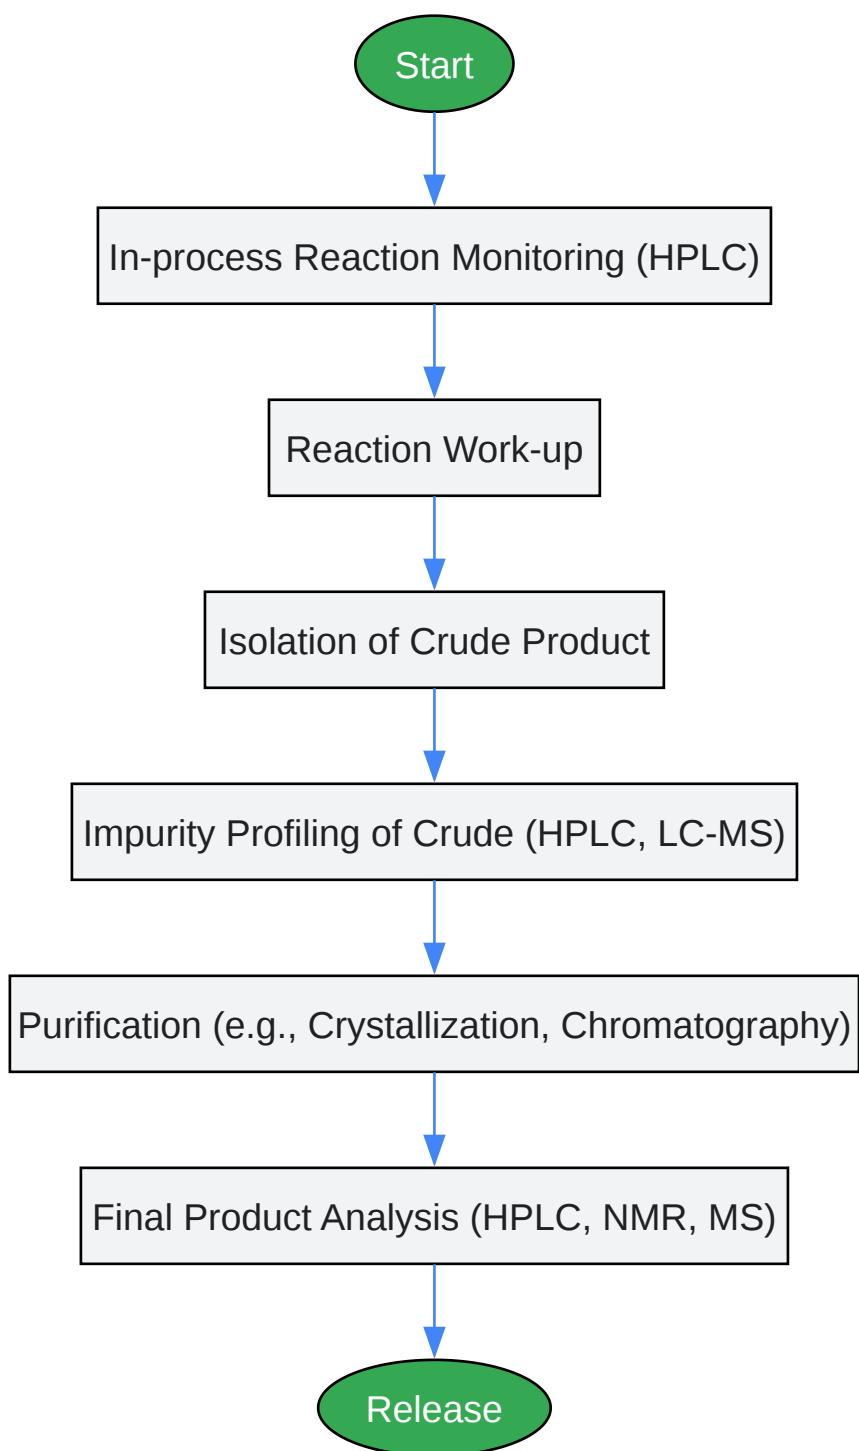 Start
In-process Reaction Monitoring (HPLC)
Reaction Work-up
Isolation of Crude Product
Impurity Profiling of Crude (HPLC, LC-MS)
Purification (e.g., Crystallization, Chromatography)
Final Product Analysis (HPLC, NMR, MS)
Release